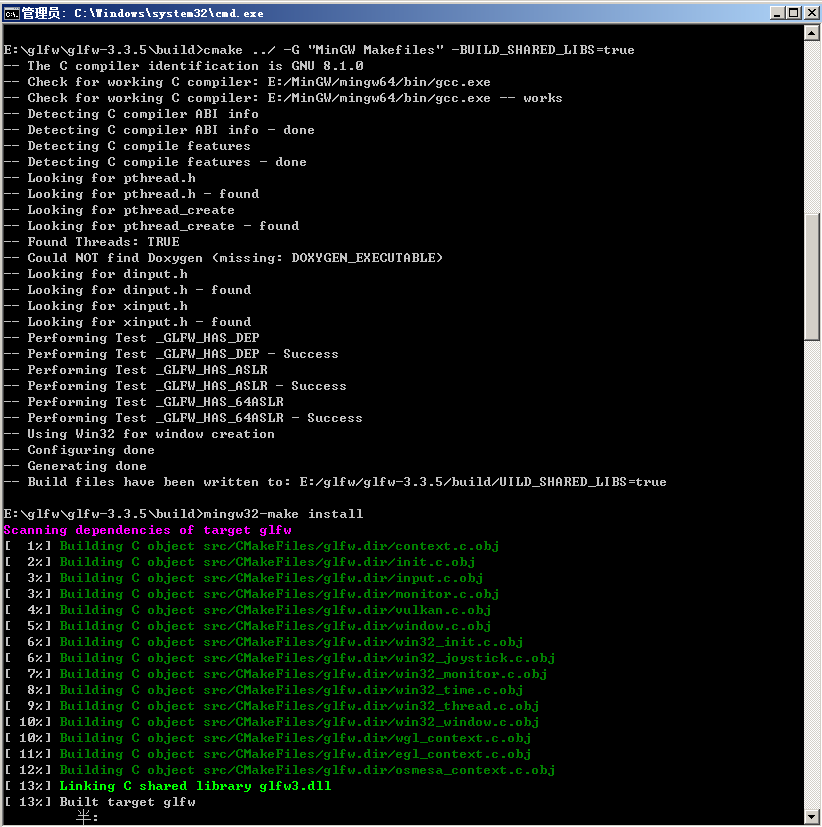 管理员: C:\Windows\system32\cmd.exe
E:\glfw\glfw-3.3.5\build>cmake ../ -G "MinGW Makefiles" -BUILD_SHARED_LIBS=true
-- The C compiler identification is GNU 8.1.0
-- Check for working C compiler: E:/MinGW/mingw64/bin/gcc.exe
-- Check for working C compiler: E:/MinGW/mingw64/bin/gcc.exe -- works
-- Detecting C compiler ABI info
-- Detecting C compiler ABI info - done
-- Detecting C compile features
-- Detecting C compile features - done
-- Looking for pthread.h
-- Looking for pthread.h - found
-- Looking for pthread_create
-- Looking for pthread_create - found
-- Found Threads: TRUE
-- Could NOT find Doxygen (missing: DOXYGEN_EXECUTABLE)
-- Looking for dinput.h
-- Looking for dinput.h - found
-- Looking for xinput.h
-- Looking for xinput.h - found
-- Performing Test _GLFW_HAS_DEP
-- Performing Test _GLFW_HAS_DEP - Success
-- Performing Test _GLFW_HAS_ASLR
-- Performing Test _GLFW_HAS_ASLR - Success
-- Performing Test _GLFW_HAS_64ASLR
-- Performing Test _GLFW_HAS_64ASLR - Success
-- Using Win32 for window creation
-- Configuring done
-- Generating done
-- Build files have been written to: E:/glfw/glfw-3.3.5/build/UILD_SHARED_LIBS=true
E:\glfw\glfw-3.3.5\build>mingw32-make install
Scanning dependencies of target glfw
[  1%] Building C object src/CMakeFiles/glfw.dir/context.c.obj
[  2%] Building C object src/CMakeFiles/glfw.dir/init.c.obj
[  3%] Building C object src/CMakeFiles/glfw.dir/input.c.obj
[  3%] Building C object src/CMakeFiles/glfw.dir/monitor.c.obj
[  4%] Building C object src/CMakeFiles/glfw.dir/vulkan.c.obj
[  5%] Building C object src/CMakeFiles/glfw.dir/window.c.obj
[  6%] Building C object src/CMakeFiles/glfw.dir/win32_init.c.obj
[  6%] Building C object src/CMakeFiles/glfw.dir/win32_joystick.c.obj
[  7%] Building C object src/CMakeFiles/glfw.dir/win32_monitor.c.obj
[  8%] Building C object src/CMakeFiles/glfw.dir/win32_time.c.obj
[  9%] Building C object src/CMakeFiles/glfw.dir/win32_thread.c.obj
[ 10%] Building C object src/CMakeFiles/glfw.dir/win32_window.c.obj
[ 10%] Building C object src/CMakeFiles/glfw.dir/wgl_context.c.obj
[ 11%] Building C object src/CMakeFiles/glfw.dir/egl_context.c.obj
[ 12%] Building C object src/CMakeFiles/glfw.dir/osmesa_context.c.obj
[ 13%] Linking C shared library glfw3.dll
[ 13%] Built target glfw
半: